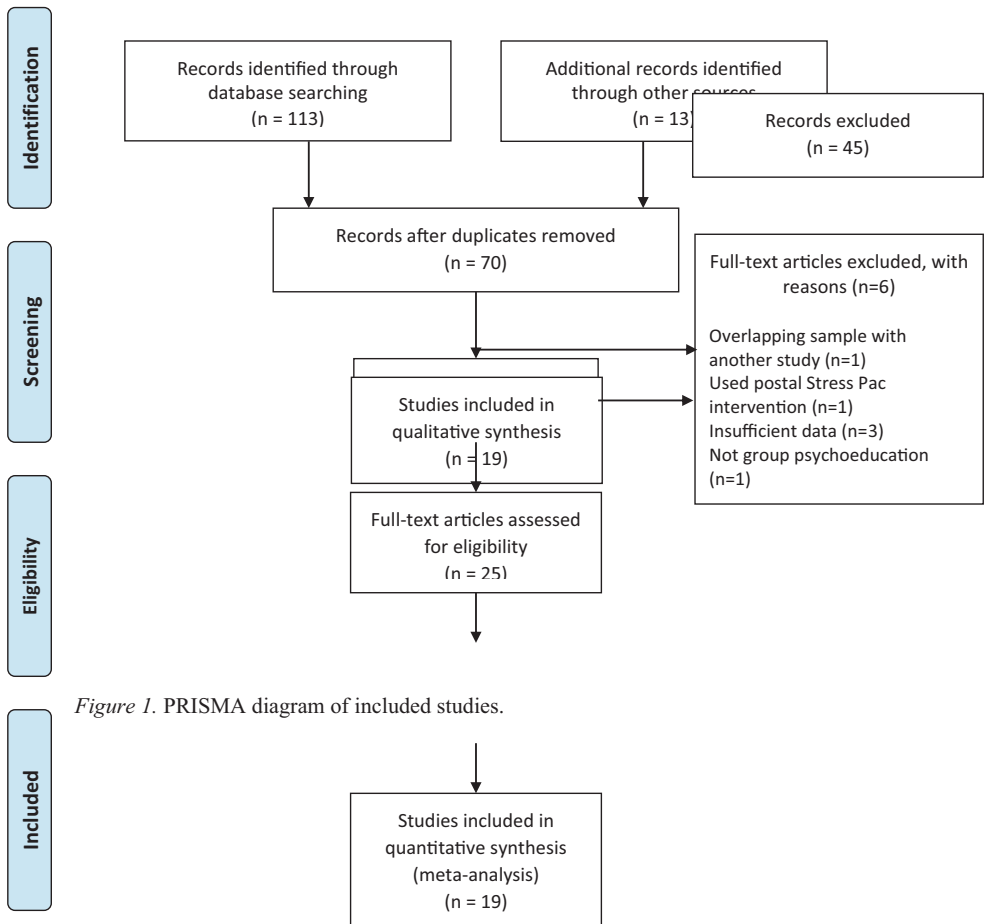 Identification
Records identified through
database searching
(n = 113)
Additional records identified
through other sources
(n = 13)
Records excluded
(n = 45)
Records after duplicates removed
(n = 70)
Screening
Full-text articles excluded, with
reasons (n=6)
Overlapping sample with
another study (n=1)
Used postal Stress Pac
intervention (n=1)
Insufficient data (n=3)
Not group psychoeducation
(n=1)
Studies included in
qualitative synthesis
(n = 19)
Eligibility
Full-text articles assessed
for eligibility
(n = 25)
Figure 1. PRISMA diagram of included studies.
Included
Studies included in
quantitative synthesis
(meta-analysis)
(n = 19)